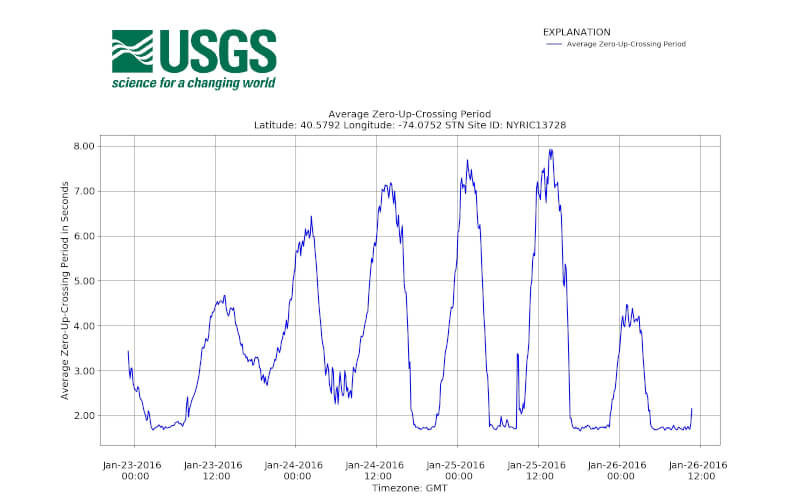 USGS
science for a changing world
EXPLANATION
Average Zero-Up-Crossing Period
Average Zero-Up-Crossing Period
Latitude: 40.5792 Longitude: -74.0752 STN Site ID: NYRIC13728
Average Zero-Up-Crossing Period in Seconds
8.00
7.00
6.00
5.00
4.00
3.00
2.00
Jan-23-2016 Jan-23-2016 Jan-24-2016 Jan-24-2016 Jan-25-2016 Jan-25-2016 Jan-26-2016 Jan-26-2016
00:00 12:00 00:00 12:00 00:00 12:00 00:00 12:00
Timezone: GMT